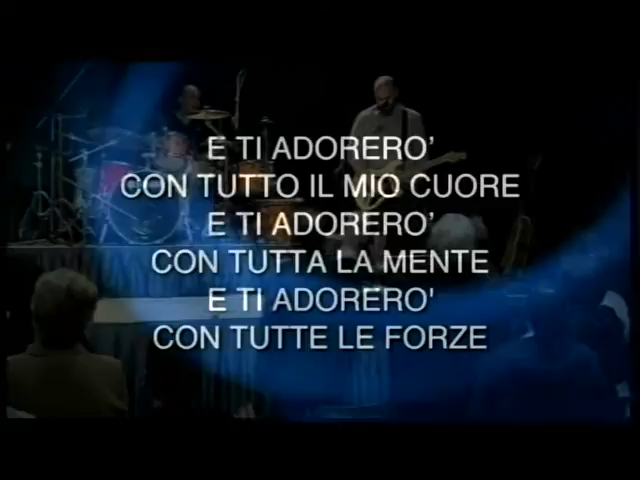 E TI ADORERO’
CON TUTTO IL MIO CUORE
E TI ADORERO’
CON TUTTA LA MENTE
E TI ADORERO'
CON TUTTE LE FORZE